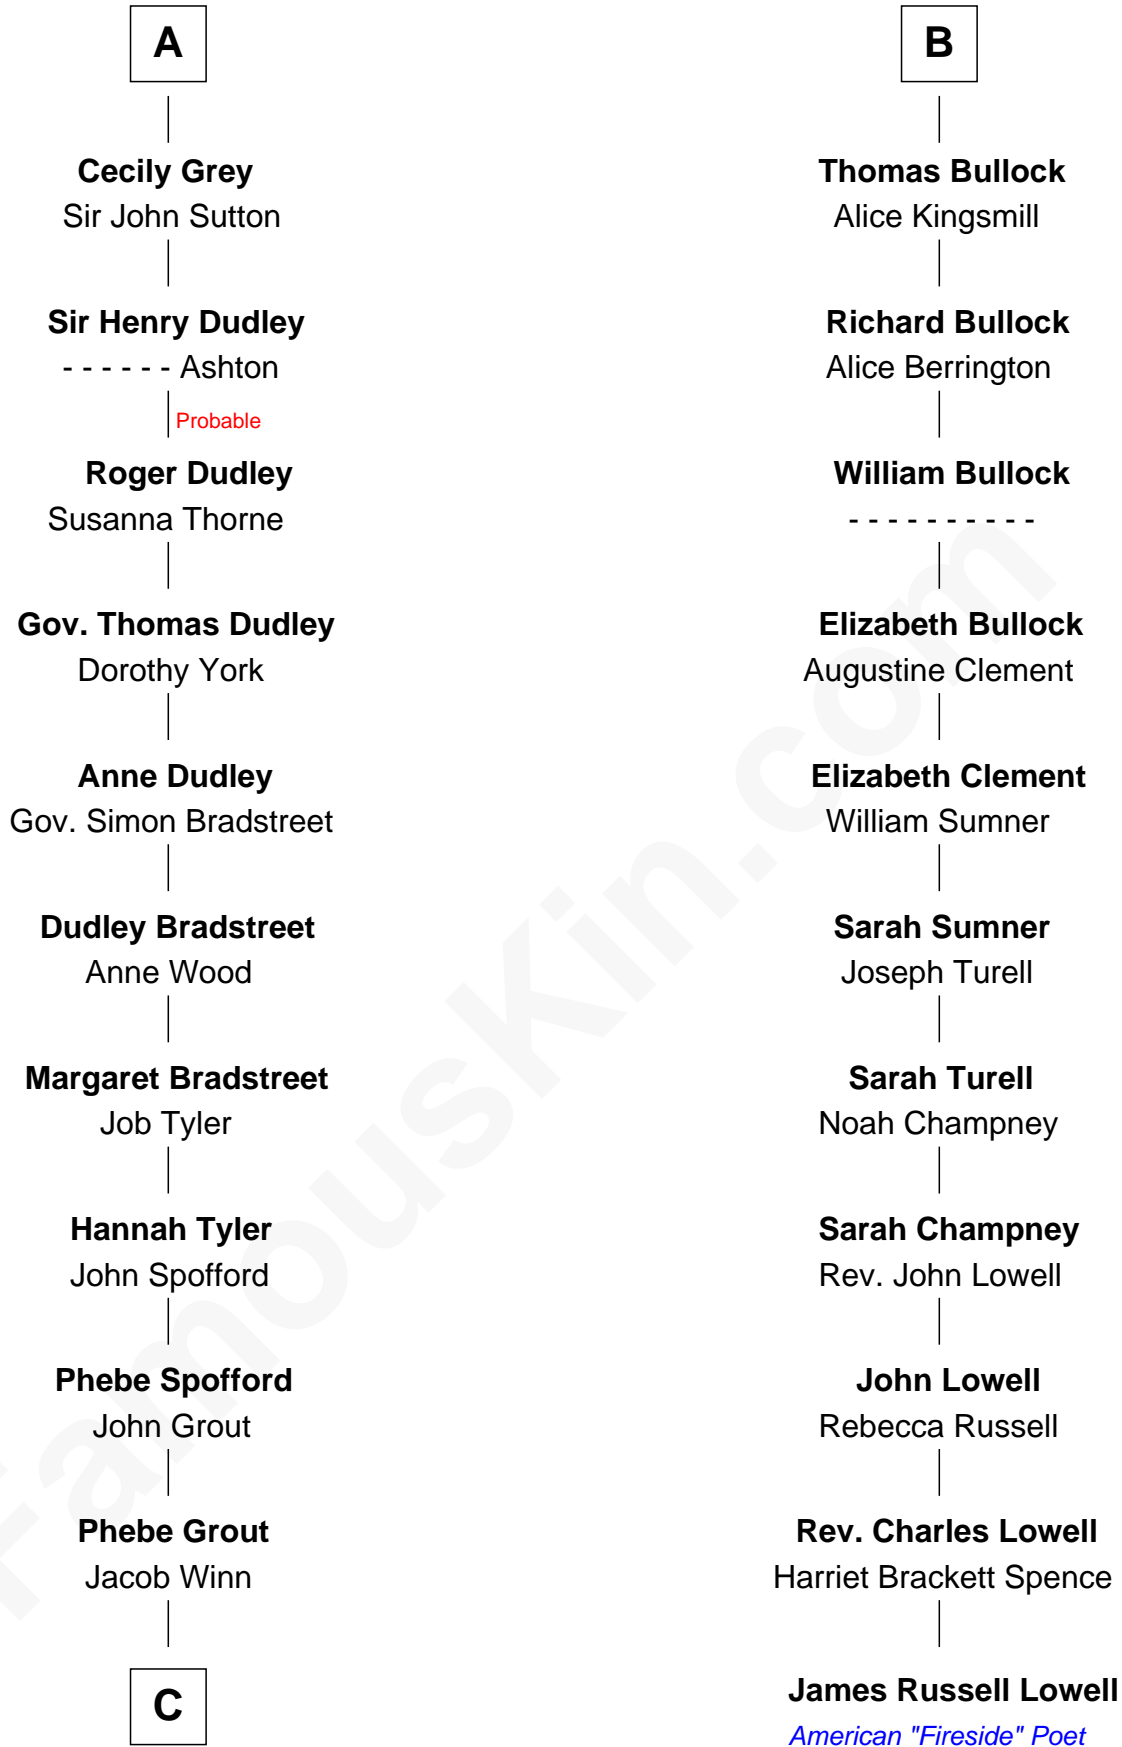 A
Cecily Grey
Sir John Sutton
Sir Henry Dudley
- - - - - - Ashton
Probable
Roger Dudley
Susanna Thorne
Gov. Thomas Dudley
Dorothy York
Anne Dudley
Gov. Simon Bradstreet
Dudley Bradstreet
Anne Wood
Margaret Bradstreet
Job Tyler
Hannah Tyler
John Spofford
Phebe Spofford
John Grout
Phebe Grout
Jacob Winn
C
B
Thomas Bullock
Alice Kingsmill
Richard Bullock
Alice Berrington
William Bullock
- - - - - - - - - -
Elizabeth Bullock
Augustine Clement
Elizabeth Clement
William Sumner
Sarah Sumner
Joseph Turell
Sarah Turell
Noah Champney
Sarah Champney
Rev. John Lowell
John Lowell
Rebecca Russell
Rev. Charles Lowell
Harriet Brackett Spence
James Russell Lowell
American "Fireside" Poet
FamousKin.com